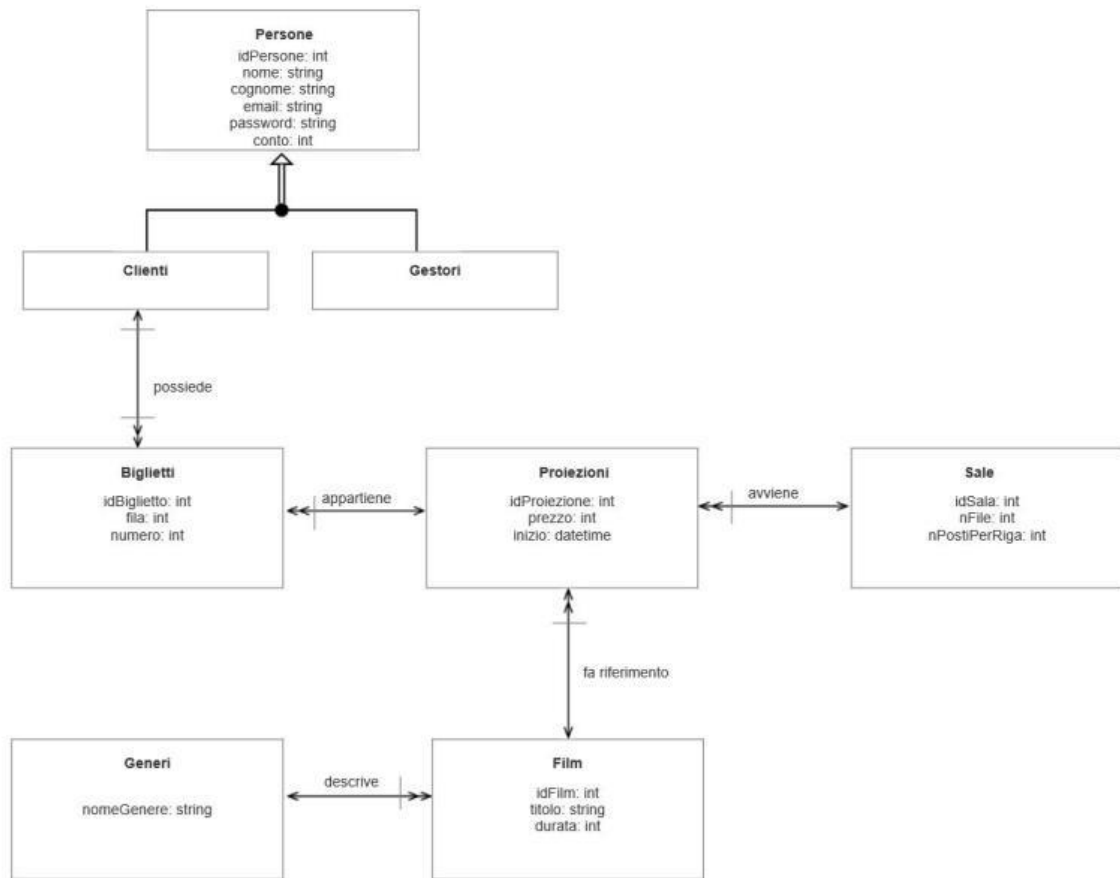 Persone
idPersone: int
nome: string
cognome: string
email: string
password: string
conto: int
Clienti
Gestori
possiede
Biglietti
idBiglietto: int
fila: int
numero: int
appartiene
Proiezioni
idProiezione: int
prezzo: int
inizio: datetime
avviene
Sale
idSala: int
nFile: int
nPostiPerRiga: int
fa riferimento
Generi
nomeGenere: string
descrive
Film
idFilm: int
titolo: string
durata: int